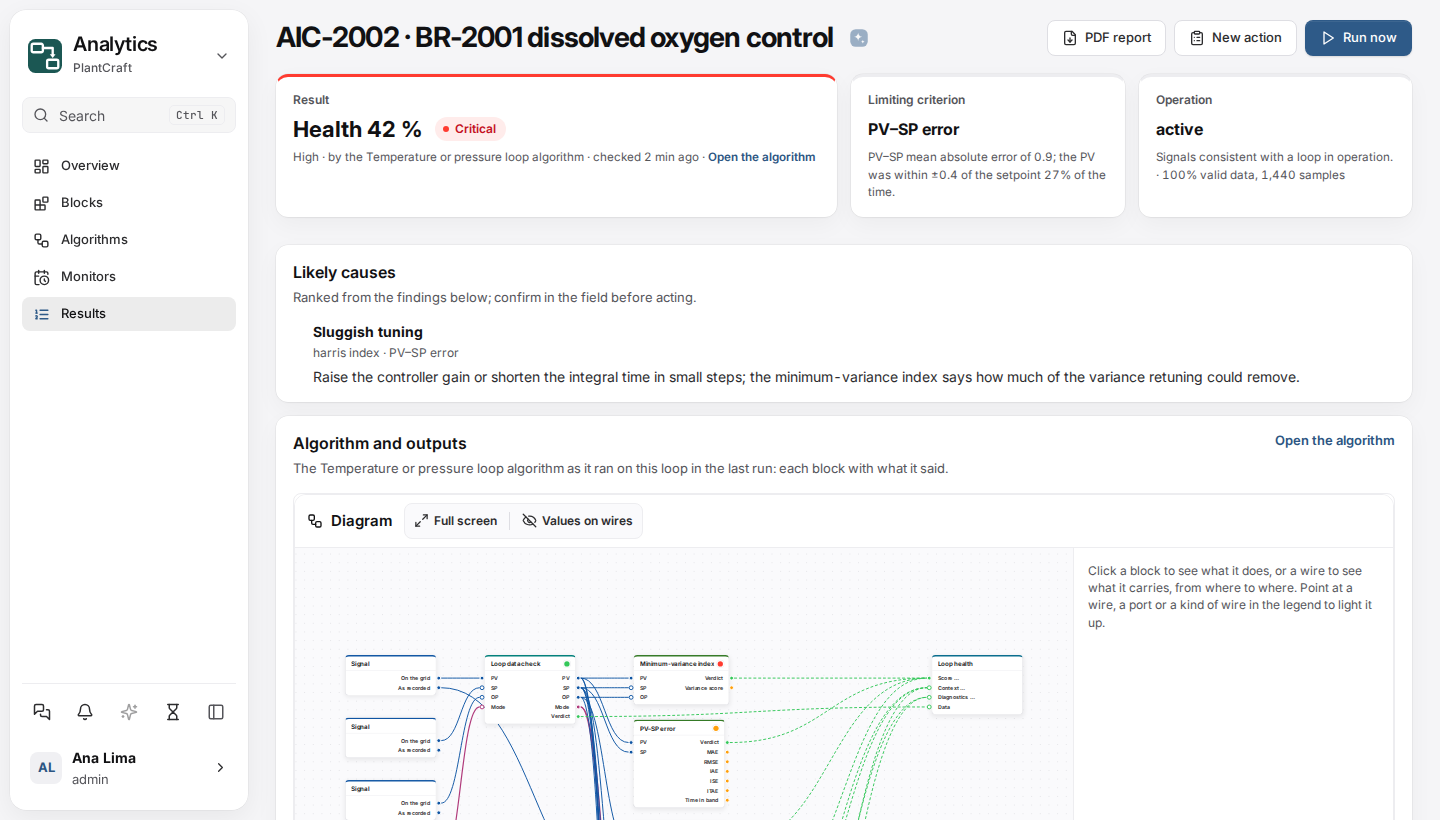 Analytics
PlantCraft
Search
Ctrl K
Overview
Blocks
Algorithms
Monitors
Results
AL
Ana Lima
admin
AIC-2002 · BR-2001 dissolved oxygen control
PDF report
New action
Run now
Result
Health 42 %
Critical
High · by the Temperature or pressure loop algorithm · checked 2 min ago · Open the algorithm
Limiting criterion
PV–SP error
PV–SP mean absolute error of 0.9; the PV
was within ±0.4 of the setpoint 27% of the
time.
Operation
active
Signals consistent with a loop in operation.
· 100% valid data, 1,440 samples
Likely causes
Ranked from the findings below; confirm in the field before acting.
Sluggish tuning
harris index · PV–SP error
Raise the controller gain or shorten the integral time in small steps; the minimum-variance index says how much of the variance retuning could remove.
Algorithm and outputs
Open the algorithm
The Temperature or pressure loop algorithm as it ran on this loop in the last run: each block with what it said.
Diagram
Full screen
Values on wires
Click a block to see what it does, or a wire to see
what it carries, from where to where. Point at a
wire, a port or a kind of wire in the legend to light it
up.
Signal
On the grid
As recorded
Signal
On the grid
As recorded
Signal
On the grid
As recorded
Loop data check
PV PV
SP SP
OP OP
Mode Mode
Verdict
Minimum-variance index
PV Verdict
SP Variance score
OP
PV-SP error
PV Verdict
SP MAE
RMSE
IAE
ISE
ITAE
Time in band
Loop health
Score ...
Context ...
Diagnostics ...
Data